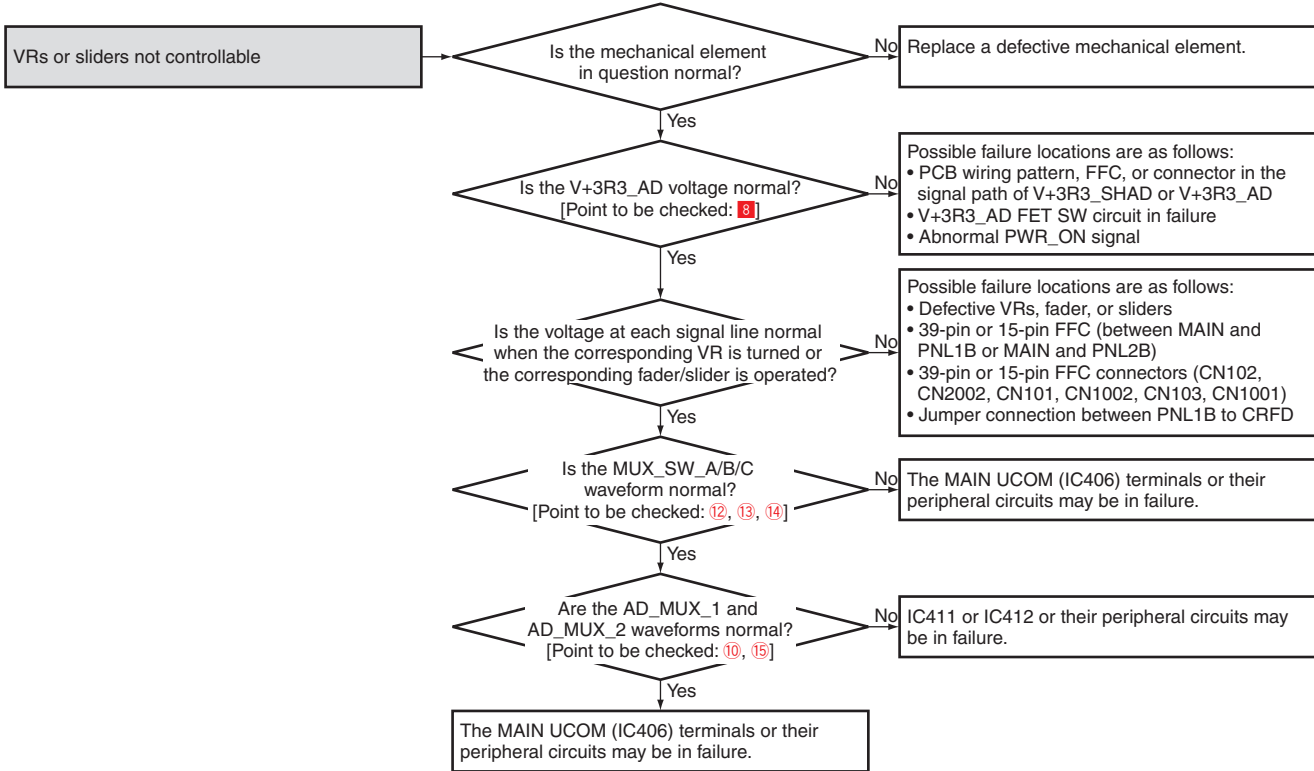 VRs or sliders not controllable
Is the mechanical element
in question normal?
No
Replace a defective mechanical element.
Yes
Is the V+3R3_AD voltage normal?
[Point to be checked: 8]
No
Possible failure locations are as follows:
• PCB wiring pattern, FFC, or connector in the
signal path of V+3R3_SHAD or V+3R3_AD
• V+3R3_AD FET SW circuit in failure
• Abnormal PWR_ON signal
Yes
Is the voltage at each signal line normal
when the corresponding VR is turned or
the corresponding fader/slider is operated?
No
Possible failure locations are as follows:
• Defective VRs, fader, or sliders
• 39-pin or 15-pin FFC (between MAIN and
PNL1B or MAIN and PNL2B)
• 39-pin or 15-pin FFC connectors (CN102,
CN2002, CN101, CN1002, CN103, CN1001)
• Jumper connection between PNL1B to CRFD
Yes
Is the MUX_SW_A/B/C
waveform normal?
[Point to be checked: ⑫, ⑬, ⑭]
No
The MAIN UCOM (IC406) terminals or their
peripheral circuits may be in failure.
Yes
Are the AD_MUX_1 and
AD_MUX_2 waveforms normal?
[Point to be checked: ⑩, ⑮]
No
IC411 or IC412 or their peripheral circuits may
be in failure.
Yes
The MAIN UCOM (IC406) terminals or their
peripheral circuits may be in failure.